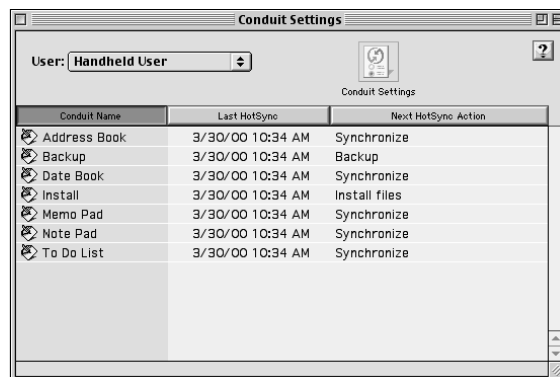 Conduit Settings
User: Handheld User
?
Conduit Settings
Conduit Name Last HotSync Next HotSync Action
Address Book 3/30/00 10:34 AM Synchronize
Backup 3/30/00 10:34 AM Backup
Date Book 3/30/00 10:34 AM Synchronize
Install 3/30/00 10:34 AM Install files
Memo Pad 3/30/00 10:34 AM Synchronize
Note Pad 3/30/00 10:34 AM Synchronize
To Do List 3/30/00 10:34 AM Synchronize